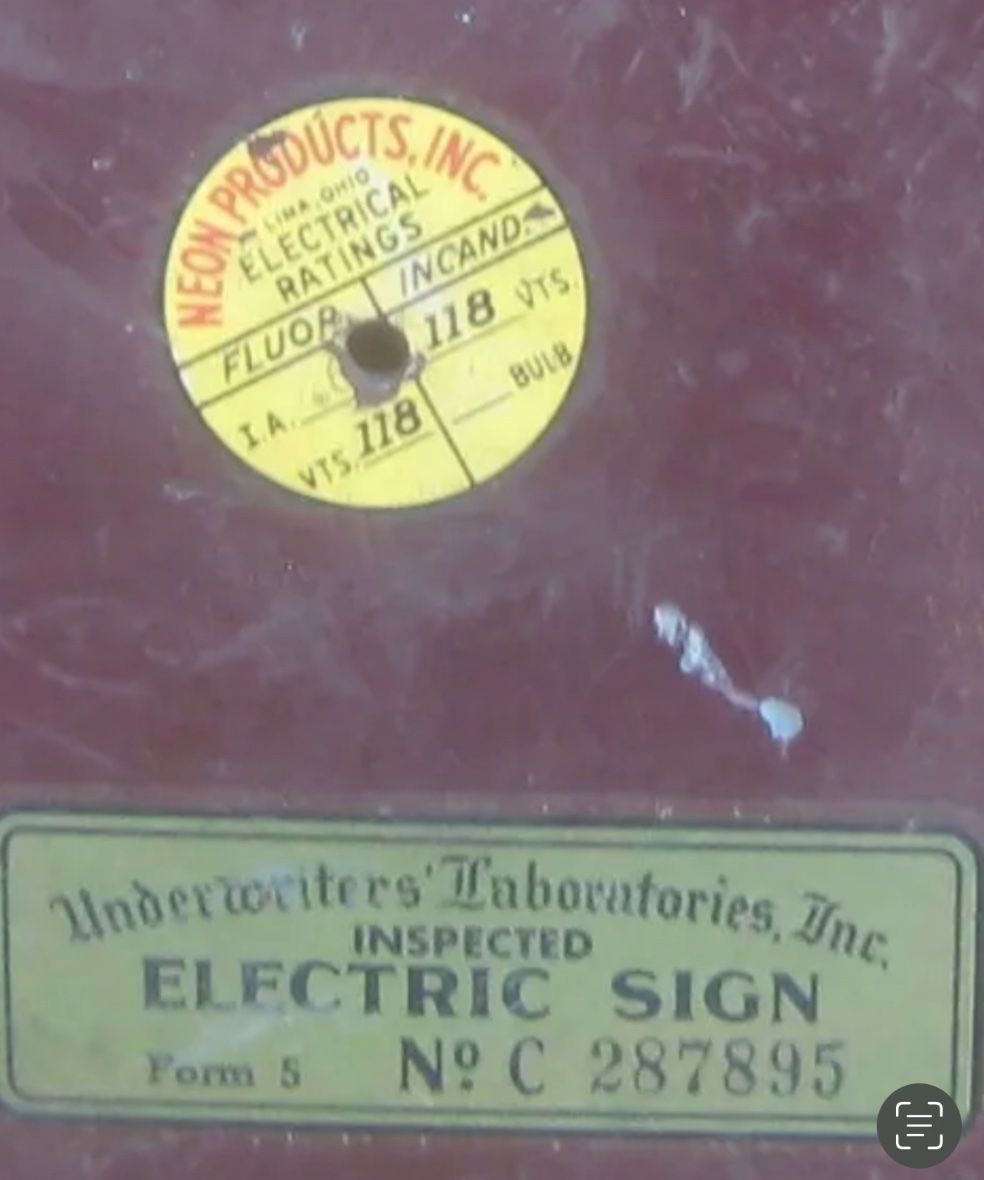 NEON PRODUCTS, INC.
LIMA, OHIO
ELECTRICAL
RATINGS
FLUOR. INCAND.
118 VTS.
I.A.
BULB
VTS. 118
Underwriters' Laboratories, Inc.
INSPECTED
ELECTRIC SIGN
Form 5 Nº C 287895